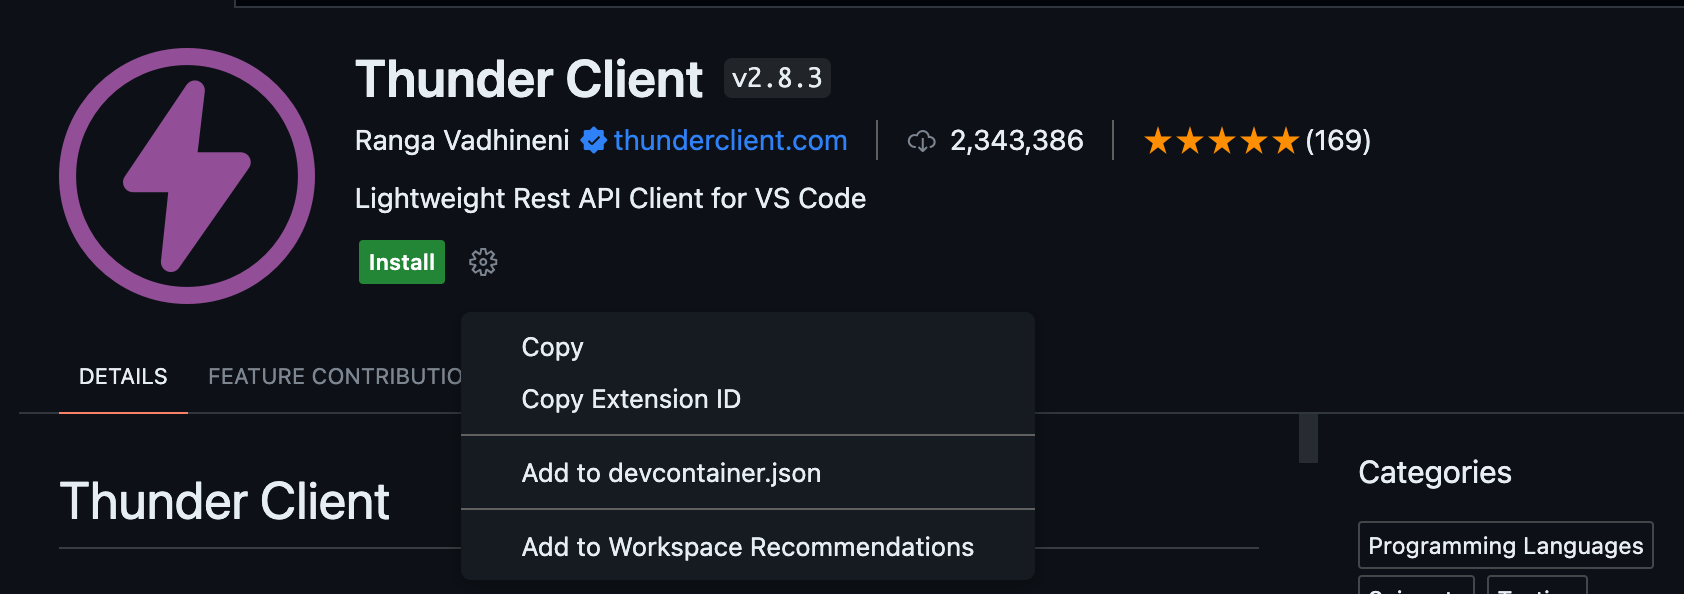 Thunder Client v2.8.3
Ranga Vadhineni thunderclient.com 2,343,386 (169)
Lightweight Rest API Client for VS Code
Install
Copy
Copy Extension ID
Add to devcontainer.json
Add to Workspace Recommendations
DETAILS FEATURE CONTRIBUTIO
Thunder Client
Categories
Programming Languages